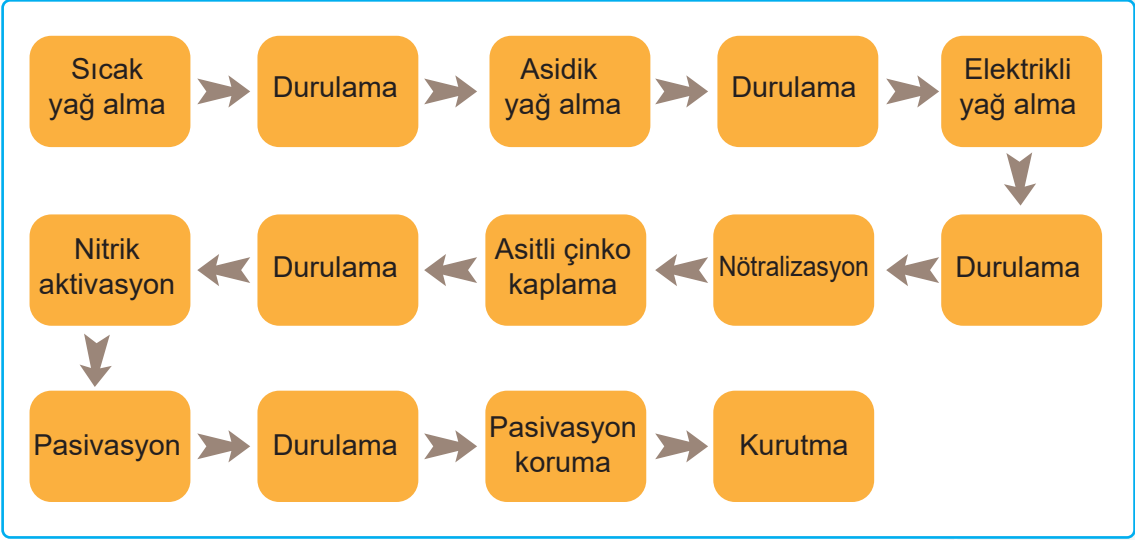 Sıcak
yağ alma
Durulama
Asidik
yağ alma
Durulama
Elektrikli
yağ alma
Durulama
Nötralizasyon
Asitli çinko
kaplama
Durulama
Nitrik
aktivasyon
Pasivasyon
Durulama
Pasivasyon
koruma
Kurutma